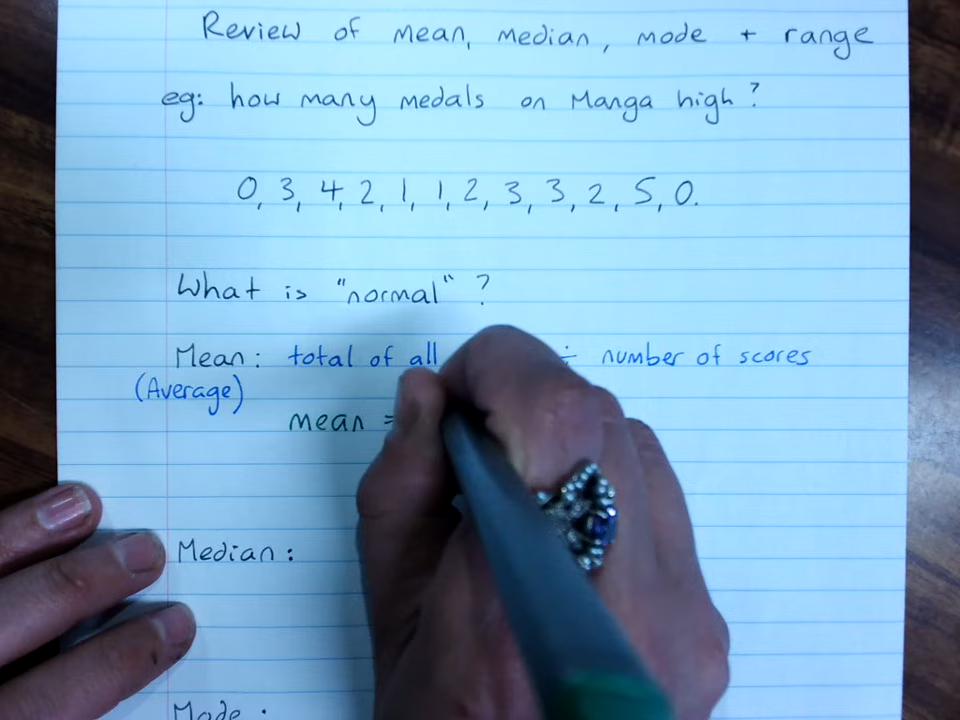 Review of mean, median, mode + range
eg: how many medals on Manga high?
0, 3, 4, 2, 1, 1, 2, 3, 3, 2, 5, 0.
What is "normal"?
Mean: total of all ÷ number of scores
(Average)
mean =
Median:
Mode: